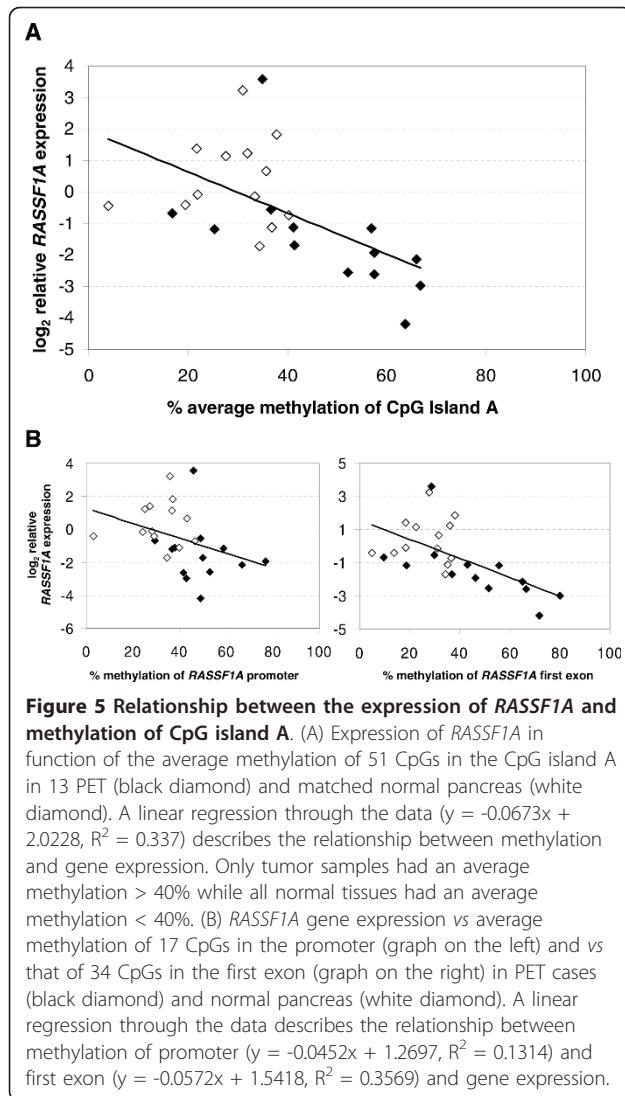 A
log₂ relative RASSF1A expression
4
3
2
1
0
-1
-2
-3
-4
-5
0 20 40 60 80 100
% average methylation of CpG Island A
B
log₂ relative
RASSF1A expression
4
2
0
-2
-4
-6
0 20 40 60 80 100
% methylation of RASSF1A promoter
5
3
1
-1
-3
-5
0 20 40 60 80 100
% methylation of RASSF1A first exon
Figure 5 Relationship between the expression of RASSF1A and
methylation of CpG island A. (A) Expression of RASSF1A in
function of the average methylation of 51 CpGs in the CpG island A
in 13 PET (black diamond) and matched normal pancreas (white
diamond). A linear regression through the data (y = -0.0673x +
2.0228, R² = 0.337) describes the relationship between methylation
and gene expression. Only tumor samples had an average
methylation > 40% while all normal tissues had an average
methylation < 40%. (B) RASSF1A gene expression vs average
methylation of 17 CpGs in the promoter (graph on the left) and vs
that of 34 CpGs in the first exon (graph on the right) in PET cases
(black diamond) and normal pancreas (white diamond). A linear
regression through the data describes the relationship between
methylation of promoter (y = -0.0452x + 1.2697, R² = 0.1314) and
first exon (y = -0.0572x + 1.5418, R² = 0.3569) and gene expression.